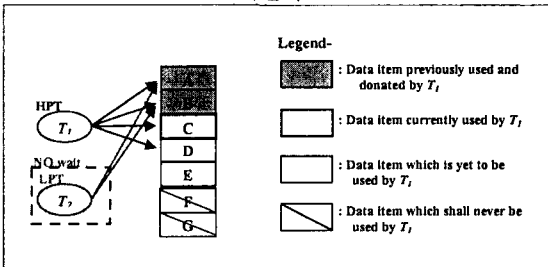 Legend-
: Data item previously used and
donated by T1
HPT
T1
C
: Data item currently used by T1
D
NO wait
LPT
E
: Data item which is yet to be
used by T1
T2
F
G
: Data item which shall never be
used by T1